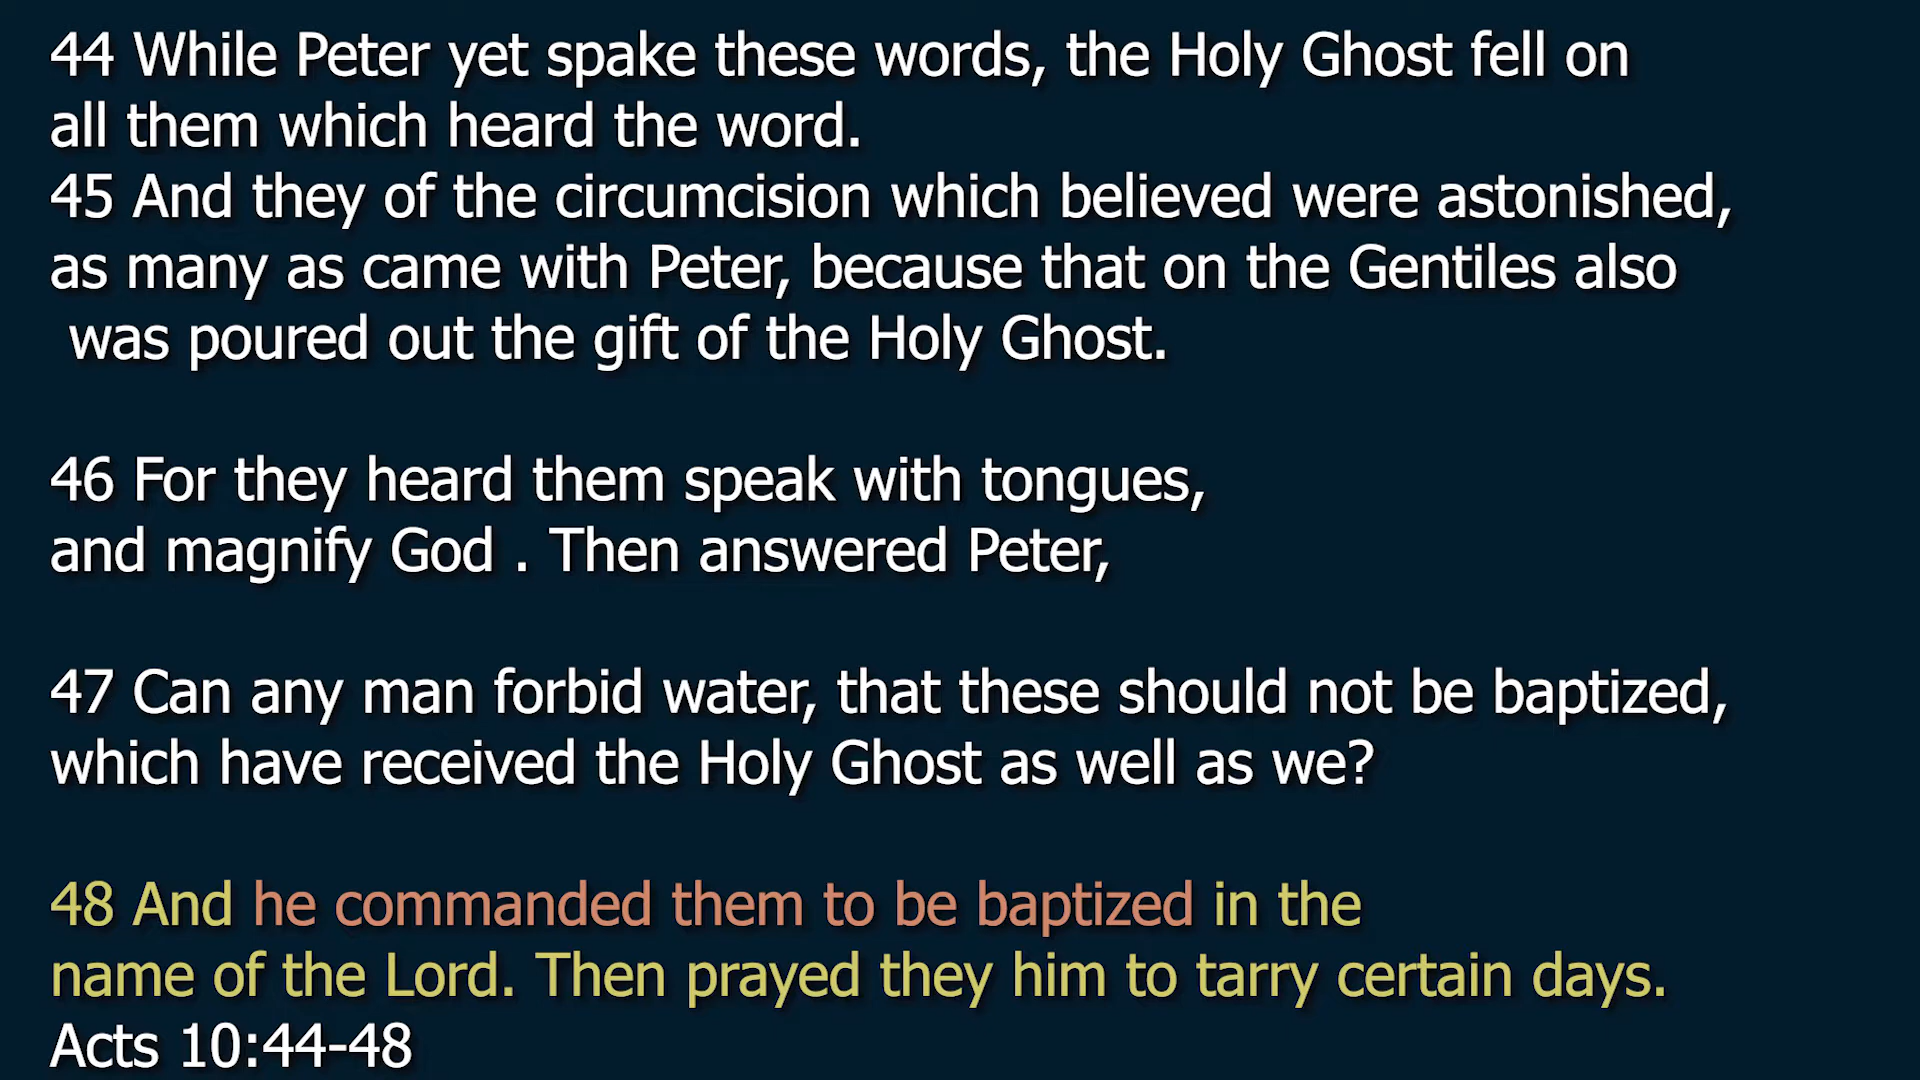 44 While Peter yet spake these words, the Holy Ghost fell on
all them which heard the word.
45 And they of the circumcision which believed were astonished,
as many as came with Peter, because that on the Gentiles also
was poured out the gift of the Holy Ghost.
46 For they heard them speak with tongues,
and magnify God . Then answered Peter,
47 Can any man forbid water, that these should not be baptized,
which have received the Holy Ghost as well as we?
48 And he commanded them to be baptized in the
name of the Lord. Then prayed they him to tarry certain days.
Acts 10:44-48